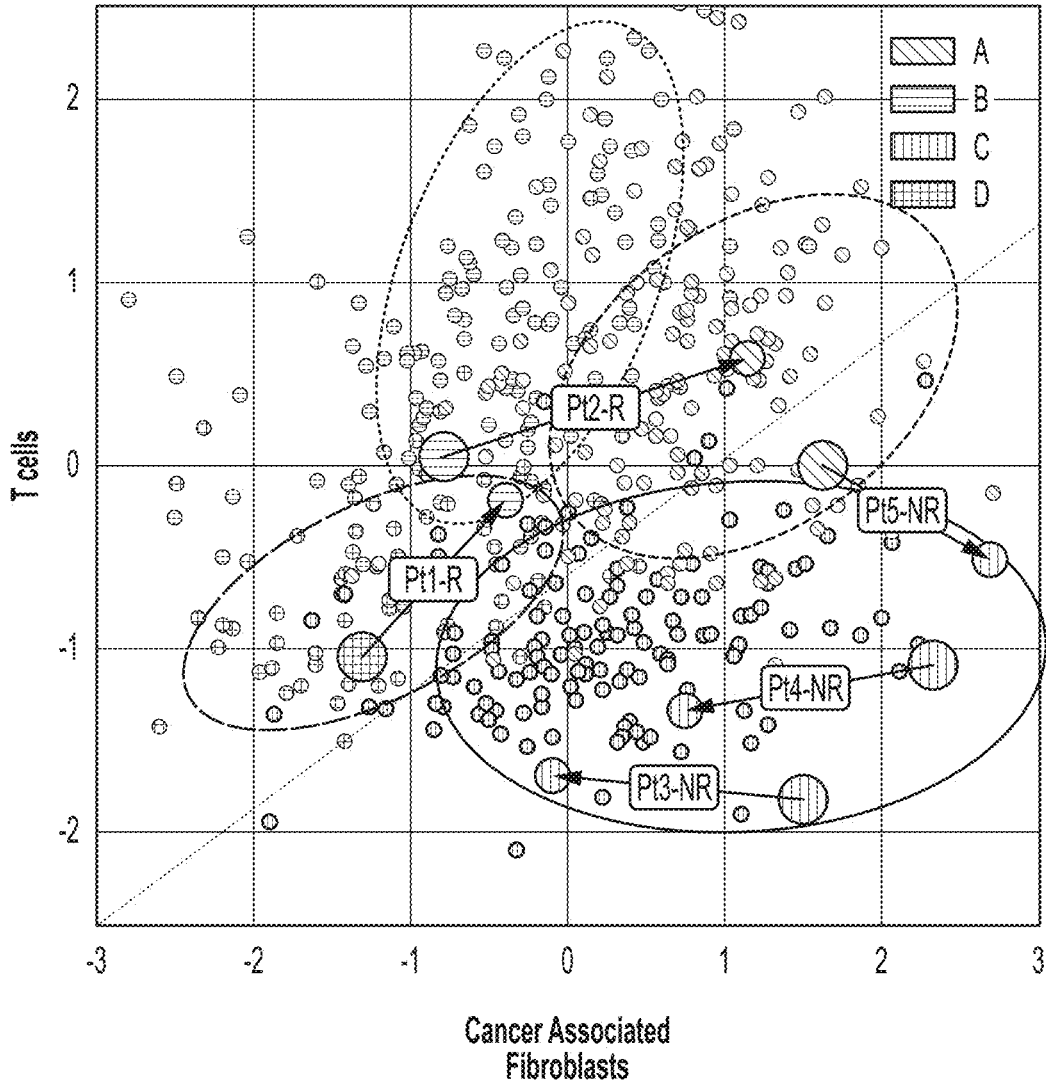 A
B
C
D
2
1
0
-1
-2
T cells
Pt2-R
Pt5-NR
Pt1-R
Pt4-NR
Pt3-NR
-3
-2
-1
0
1
2
3
Cancer Associated
Fibroblasts